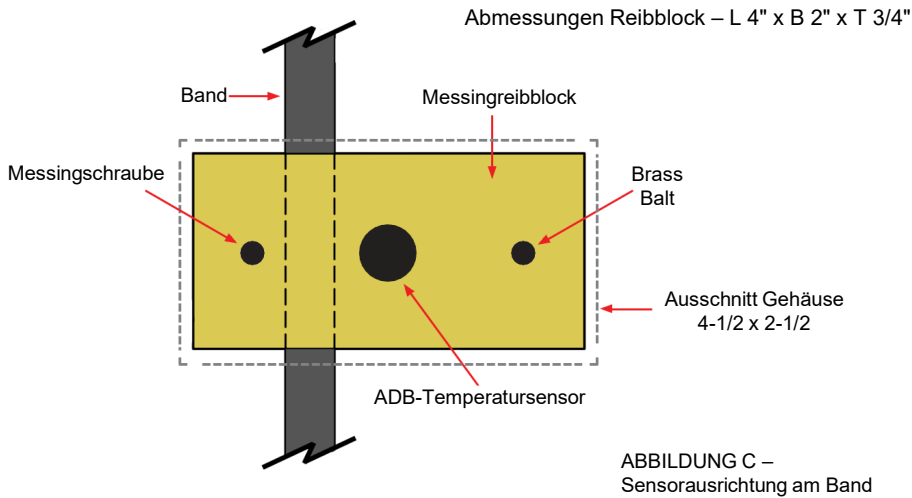 Abmessungen Reibblock – L 4" x B 2" x T 3/4"
Band
Messingreibblock
Messingschraube
Brass
Balt
Ausschnitt Gehäuse
4-1/2 x 2-1/2
ADB-Temperatursensor
ABBILDUNG C –
Sensorausrichtung am Band